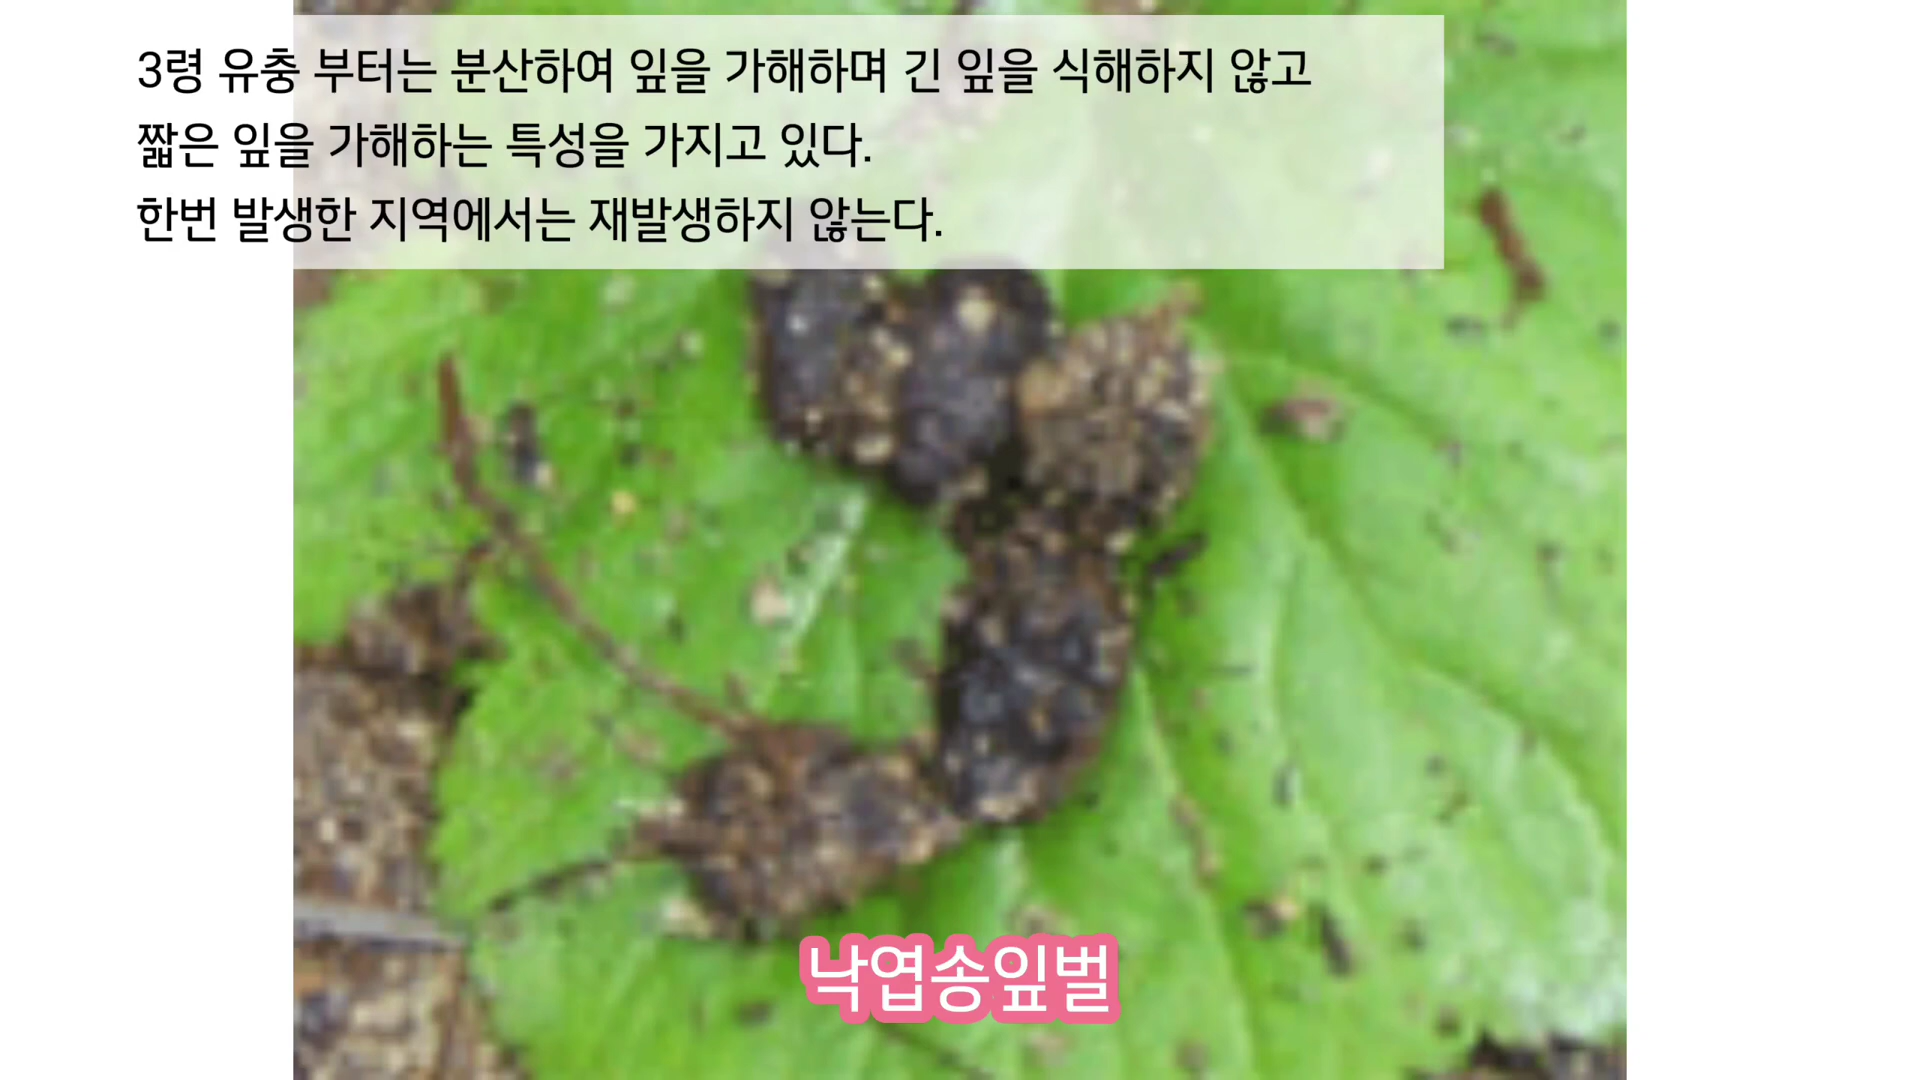 3령 유충 부터는 분산하여 잎을 가해하며 긴 잎을 식해하지 않고
짧은 잎을 가해하는 특성을 가지고 있다.
한번 발생한 지역에서는 재발생하지 않는다.
낙엽송잎벌